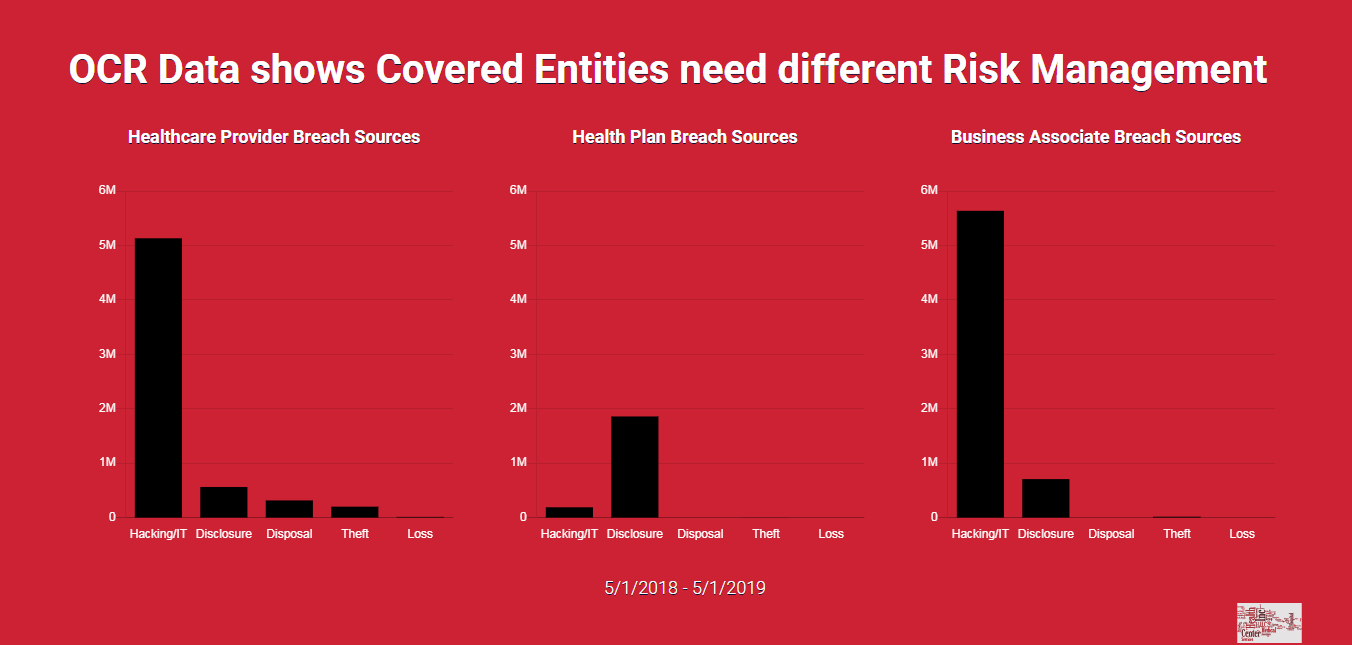 OCR Data shows Covered Entities need different Risk Management
Healthcare Provider Breach Sources
6M
5M
4M
3M
2M
1M
0
Hacking/IT Disclosure Disposal Theft Loss
Health Plan Breach Sources
6M
5M
4M
3M
2M
1M
0
Hacking/IT Disclosure Disposal Theft Loss
Business Associate Breach Sources
6M
5M
4M
3M
2M
1M
0
Hacking/IT Disclosure Disposal Theft Loss
5/1/2018 - 5/1/2019
Center